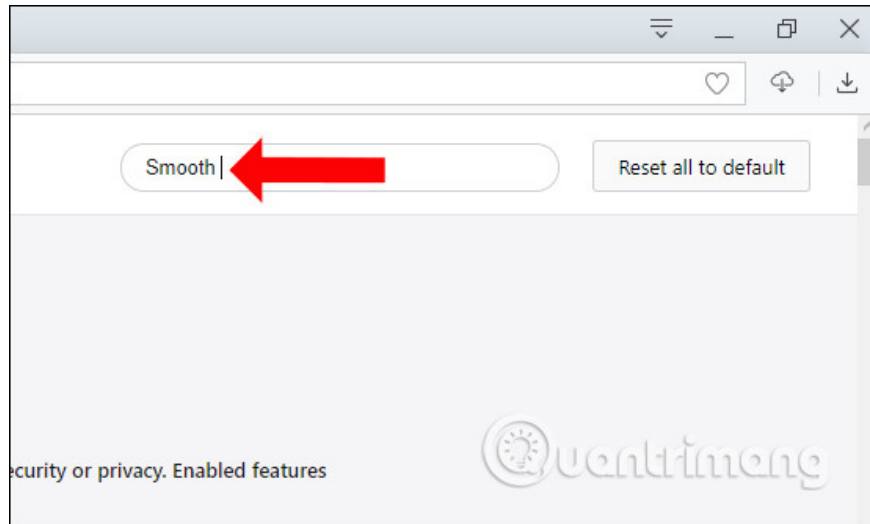 Smooth
Reset all to default
ecurity or privacy. Enabled features
Quantrimang